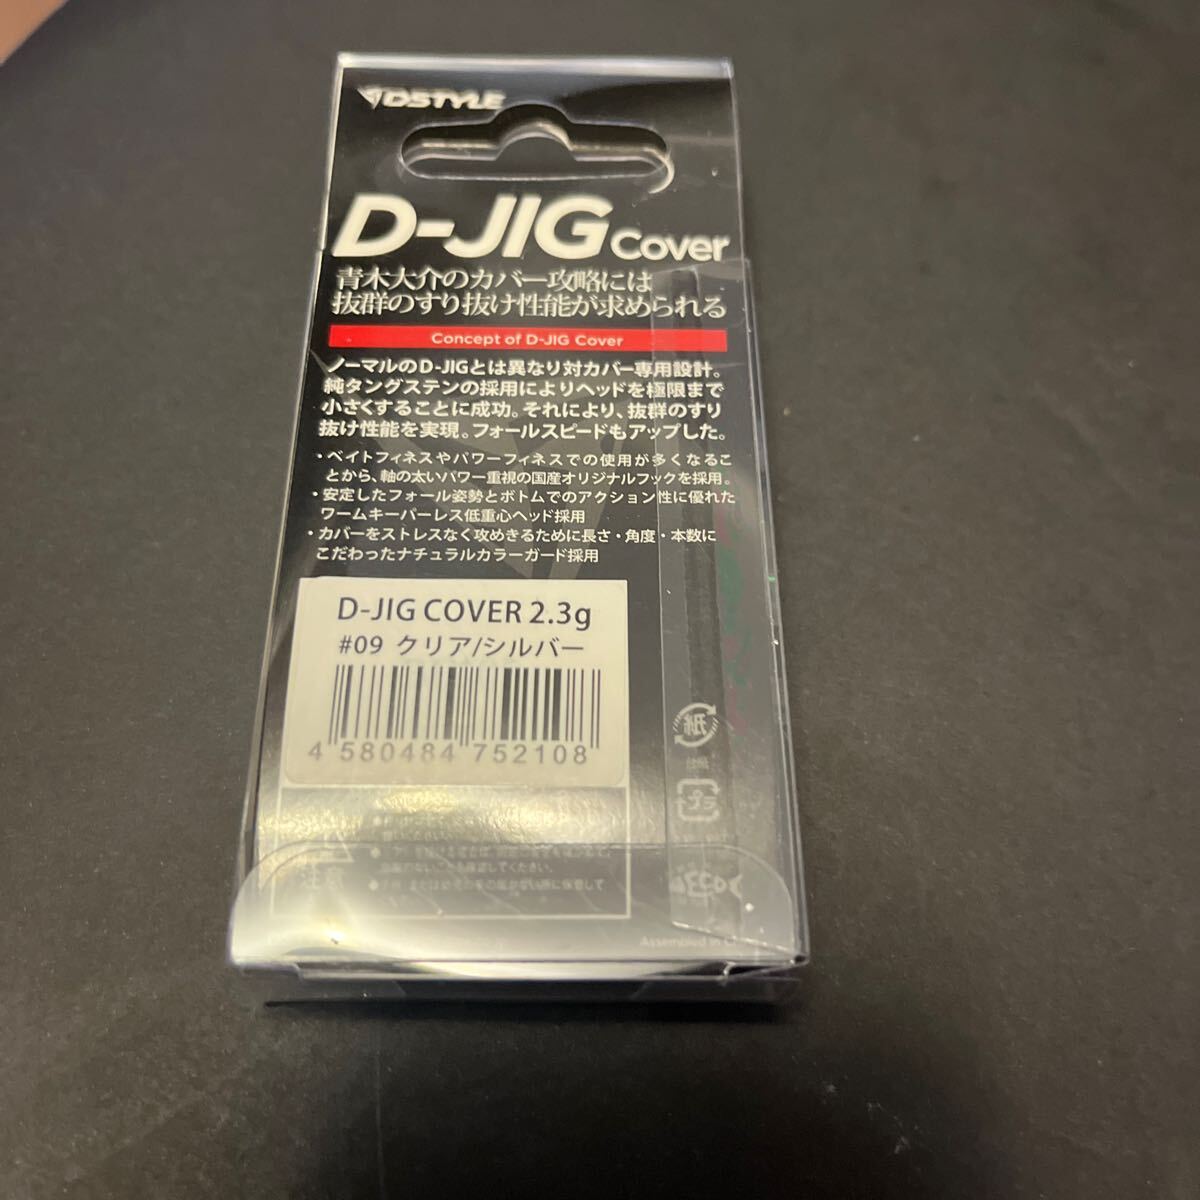 DSTYLE
D-JIG Cover
青木大介のカバー攻略には
抜群のすり抜け性能が求められる
Concept of D-JIG Cover
ノーマルのD-JIGとは異なり対カバー専用設計。
純タングステンの採用によりヘッドを極限まで
小さくすることに成功。それにより、抜群のすり
抜け性能を実現。フォールスピードもアップした。
・ベイトフィネスやパワーフィネスでの使用が多くなるこ
とから、軸の太いパワー重視の国産オリジナルフックを採用。
・安定したフォール姿勢とボトムでのアクション性に優れた
ワームキーパーレス低重心ヘッド採用
・カバーをストレスなく攻めきるために長さ・角度・本数に
こだわったナチュラルカラーガード採用
D-JIG COVER 2.3g
#09 クリア/シルバー
4 580484 752108
紙
プラ
Assembled in